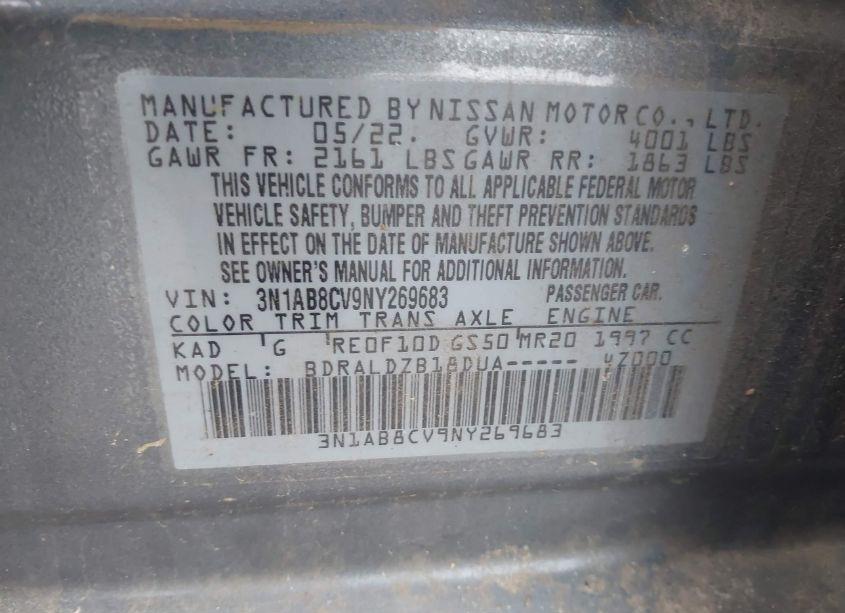 MANUFACTURED BY NISSAN MOTOR CO., LTD.
DATE: 05/22. GVWR: 4001 LBS
GAWR FR: 2161 LBS GAWR RR: 1863 LBS
THIS VEHICLE CONFORMS TO ALL APPLICABLE FEDERAL MOTOR
VEHICLE SAFETY, BUMPER AND THEFT PREVENTION STANDARDS
IN EFFECT ON THE DATE OF MANUFACTURE SHOWN ABOVE.
SEE OWNER'S MANUAL FOR ADDITIONAL INFORMATION.
VIN: 3N1AB8CV9NY269683 PASSENGER CAR.
COLOR TRIM TRANS AXLE ENGINE
KAD G RE0F10D GS50 MR20 1997 CC
MODEL: BDRALDZB18DUA----- yZ000
3N1AB8CV9NY269683